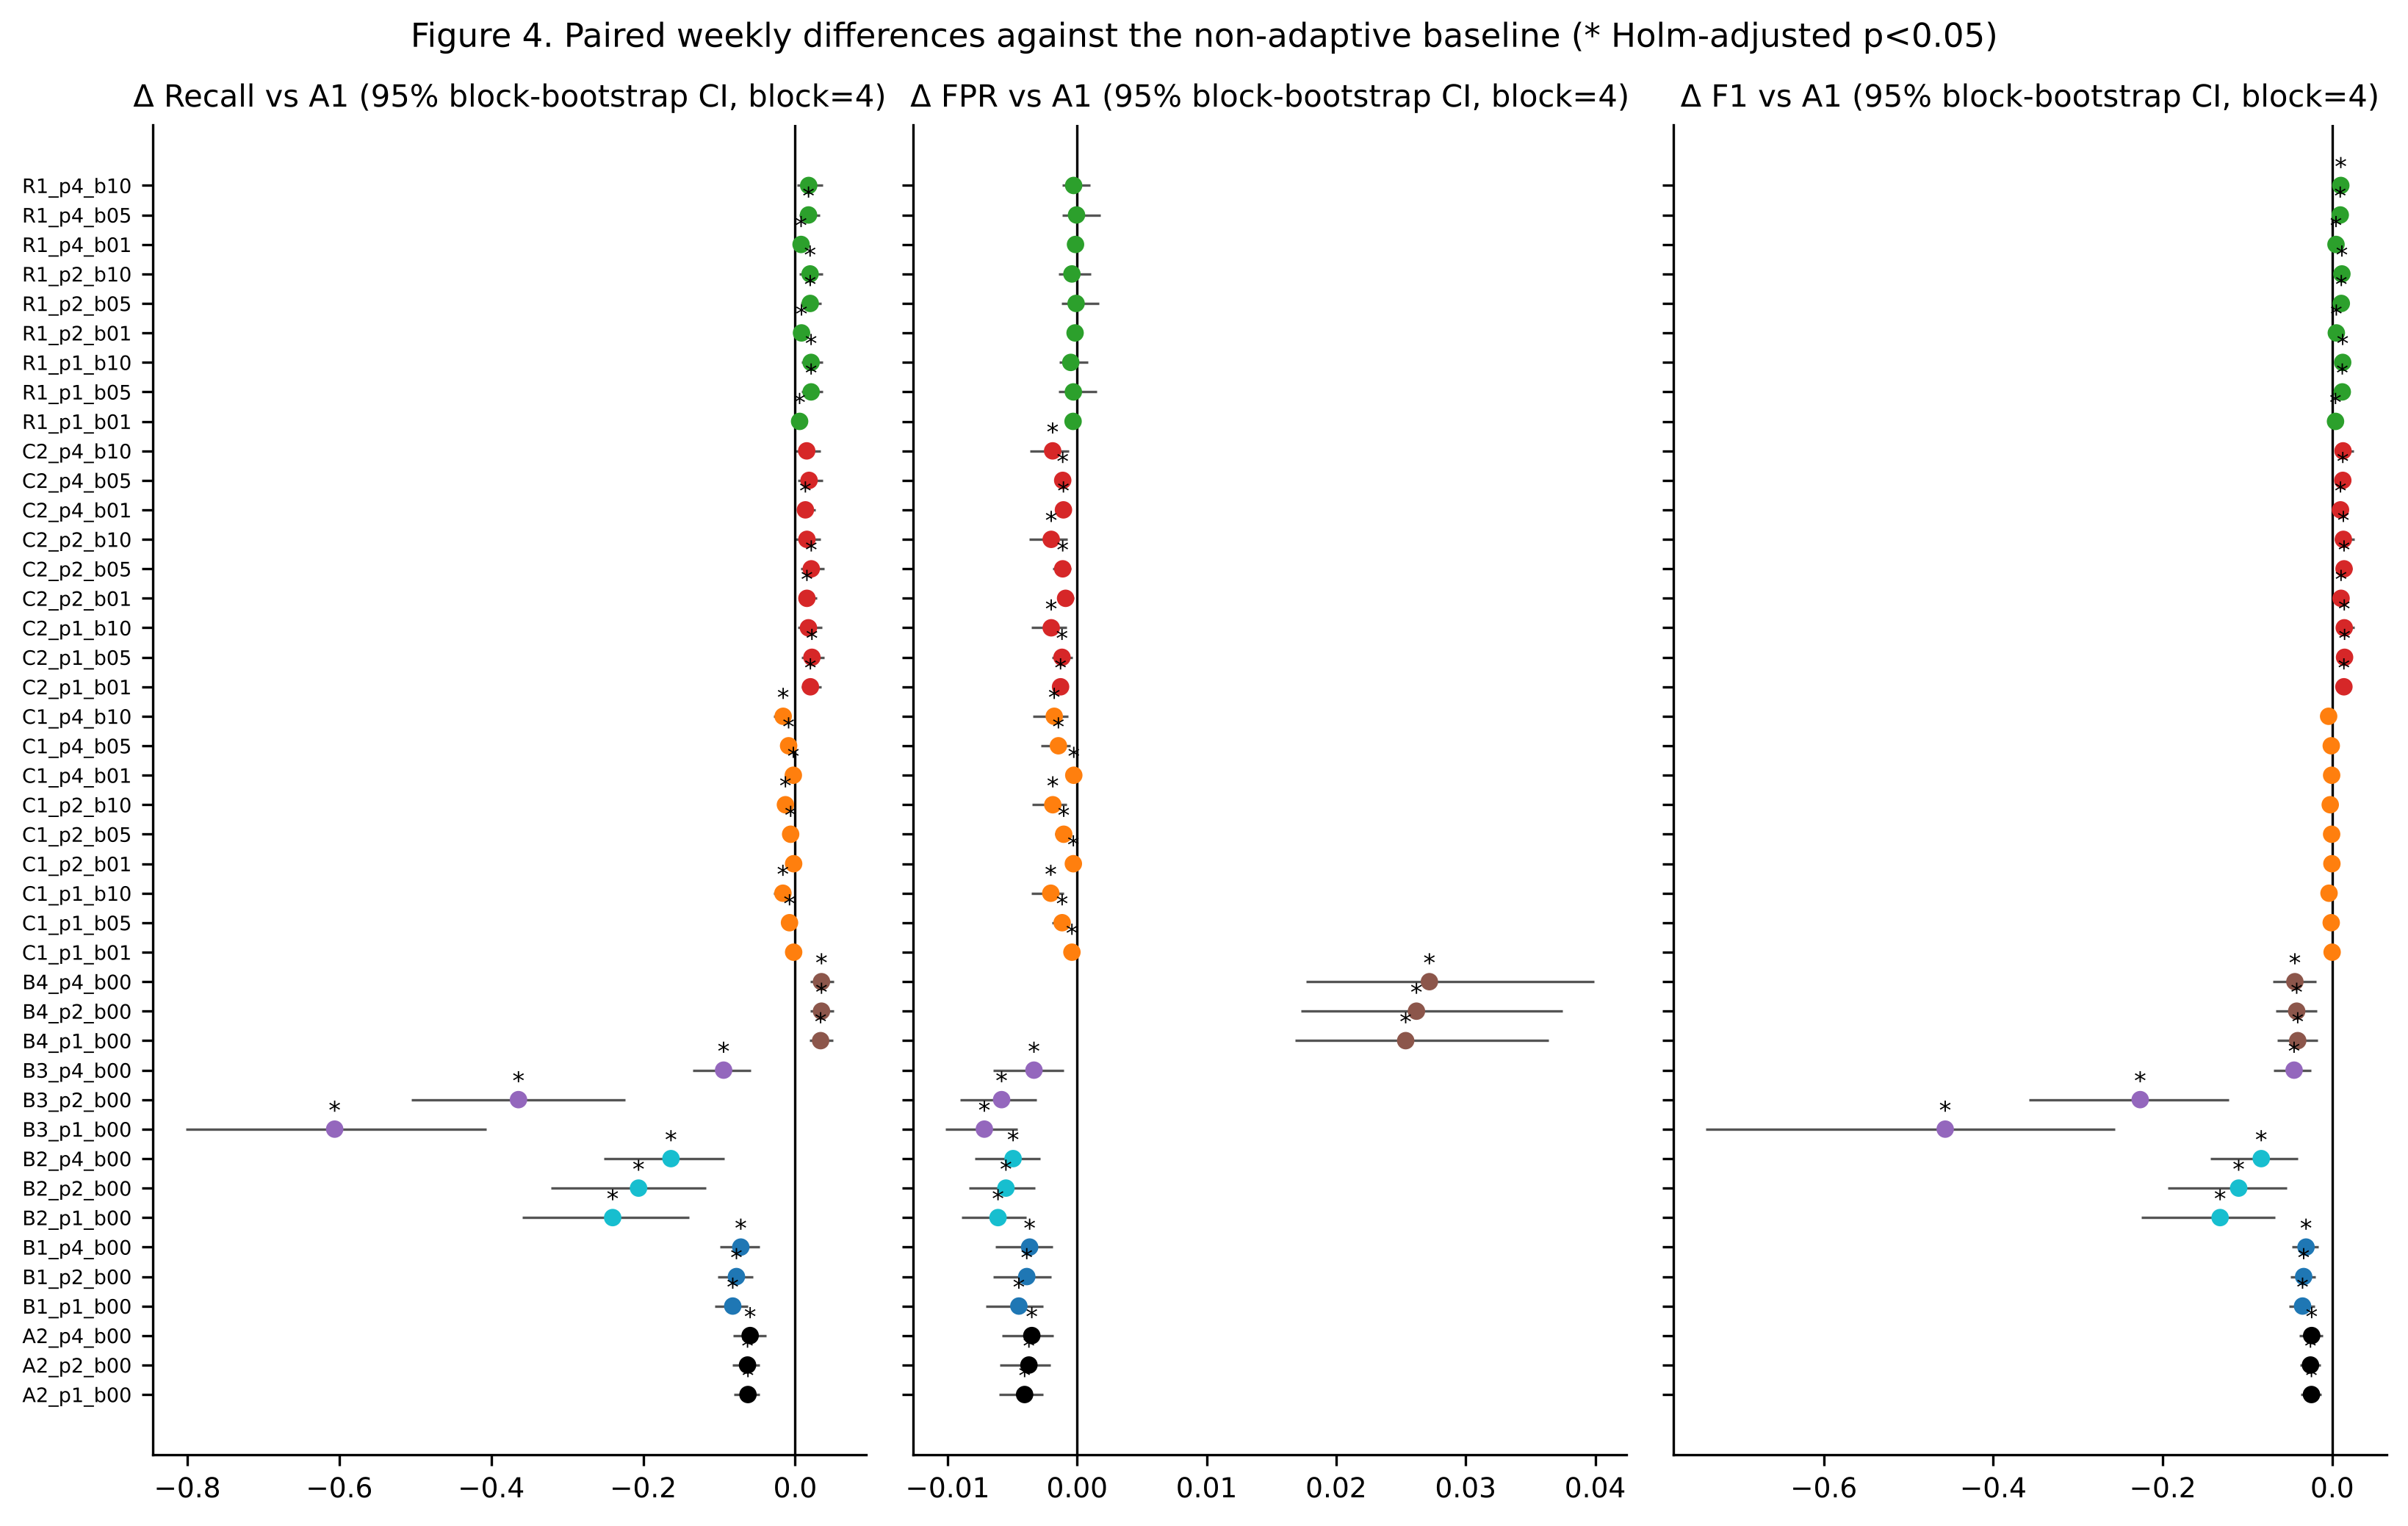 Figure 4. Paired weekly differences against the non-adaptive baseline (* Holm-adjusted p<0.05)
Δ Recall vs A1 (95% block-bootstrap CI, block=4)
Δ FPR vs A1 (95% block-bootstrap CI, block=4)
Δ F1 vs A1 (95% block-bootstrap CI, block=4)
R1_p4_b10
R1_p4_b05
R1_p4_b01
R1_p2_b10
R1_p2_b05
R1_p2_b01
R1_p1_b10
R1_p1_b05
R1_p1_b01
C2_p4_b10
C2_p4_b05
C2_p4_b01
C2_p2_b10
C2_p2_b05
C2_p2_b01
C2_p1_b10
C2_p1_b05
C2_p1_b01
C1_p4_b10
C1_p4_b05
C1_p4_b01
C1_p2_b10
C1_p2_b05
C1_p2_b01
C1_p1_b10
C1_p1_b05
C1_p1_b01
B4_p4_b00
B4_p2_b00
B4_p1_b00
B3_p4_b00
B3_p2_b00
B3_p1_b00
B2_p4_b00
B2_p2_b00
B2_p1_b00
B1_p4_b00
B1_p2_b00
B1_p1_b00
A2_p4_b00
A2_p2_b00
A2_p1_b00
−0.8 −0.6 −0.4 −0.2 0.0
−0.01 0.00 0.01 0.02 0.03 0.04
−0.6 −0.4 −0.2 0.0